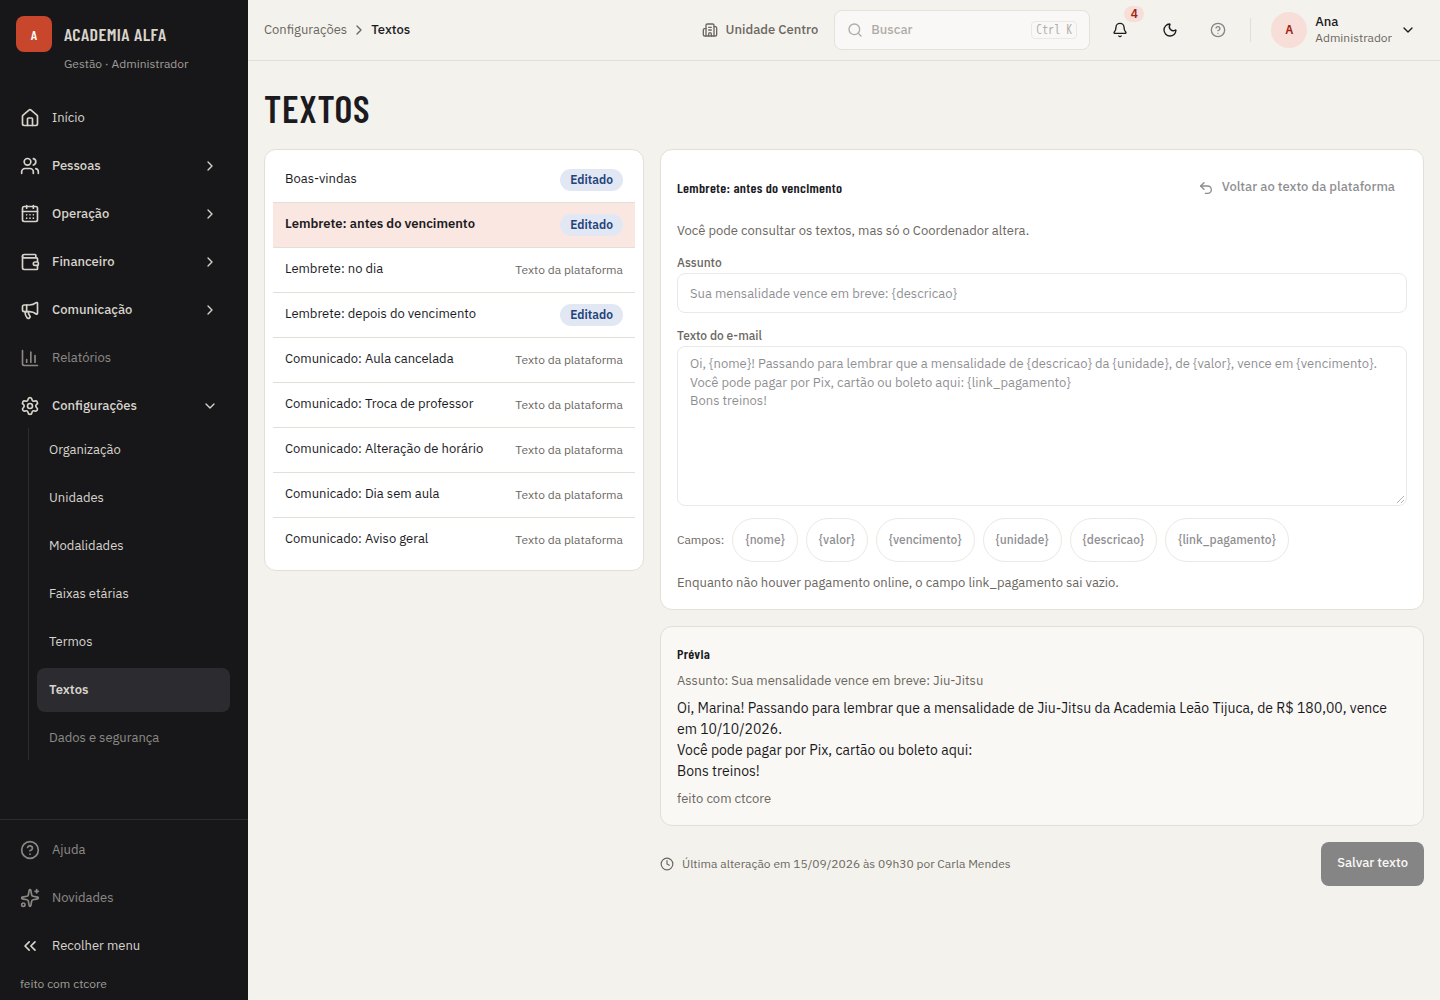 A
ACADEMIA ALFA
Gestão · Administrador
Início
Pessoas
Operação
Financeiro
Comunicação
Relatórios
Configurações
Organização
Unidades
Modalidades
Faixas etárias
Termos
Textos
Dados e segurança
Ajuda
Novidades
Recolher menu
feito com ctcore
Configurações > Textos
Unidade Centro
Buscar
Ctrl K
4
A
Ana
Administrador
TEXTOS
Boas-vindas Editado
Lembrete: antes do vencimento Editado
Lembrete: no dia Texto da plataforma
Lembrete: depois do vencimento Editado
Comunicado: Aula cancelada Texto da plataforma
Comunicado: Troca de professor Texto da plataforma
Comunicado: Alteração de horário Texto da plataforma
Comunicado: Dia sem aula Texto da plataforma
Comunicado: Aviso geral Texto da plataforma
Lembrete: antes do vencimento
Voltar ao texto da plataforma
Você pode consultar os textos, mas só o Coordenador altera.
Assunto
Sua mensalidade vence em breve: {descricao}
Texto do e-mail
Oi, {nome}! Passando para lembrar que a mensalidade de {descricao} da {unidade}, de {valor}, vence em {vencimento}.
Você pode pagar por Pix, cartão ou boleto aqui: {link_pagamento}
Bons treinos!
Campos: {nome} {valor} {vencimento} {unidade} {descricao} {link_pagamento}
Enquanto não houver pagamento online, o campo link_pagamento sai vazio.
Prévia
Assunto: Sua mensalidade vence em breve: Jiu-Jitsu
Oi, Marina! Passando para lembrar que a mensalidade de Jiu-Jitsu da Academia Leão Tijuca, de R$ 180,00, vence
em 10/10/2026.
Você pode pagar por Pix, cartão ou boleto aqui:
Bons treinos!
feito com ctcore
Última alteração em 15/09/2026 às 09h30 por Carla Mendes
Salvar texto